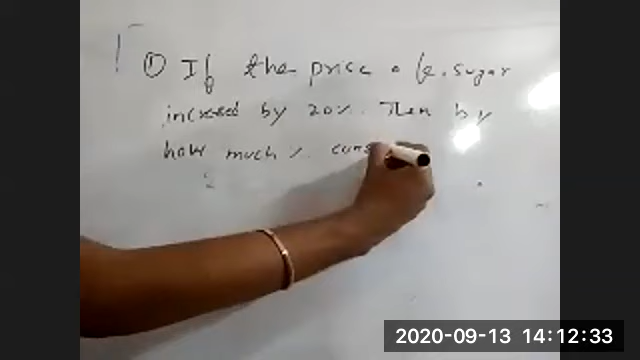 ① If the price of sugar
increased by 20%. Then by
how much %. cons
2020-09-13 14:12:33